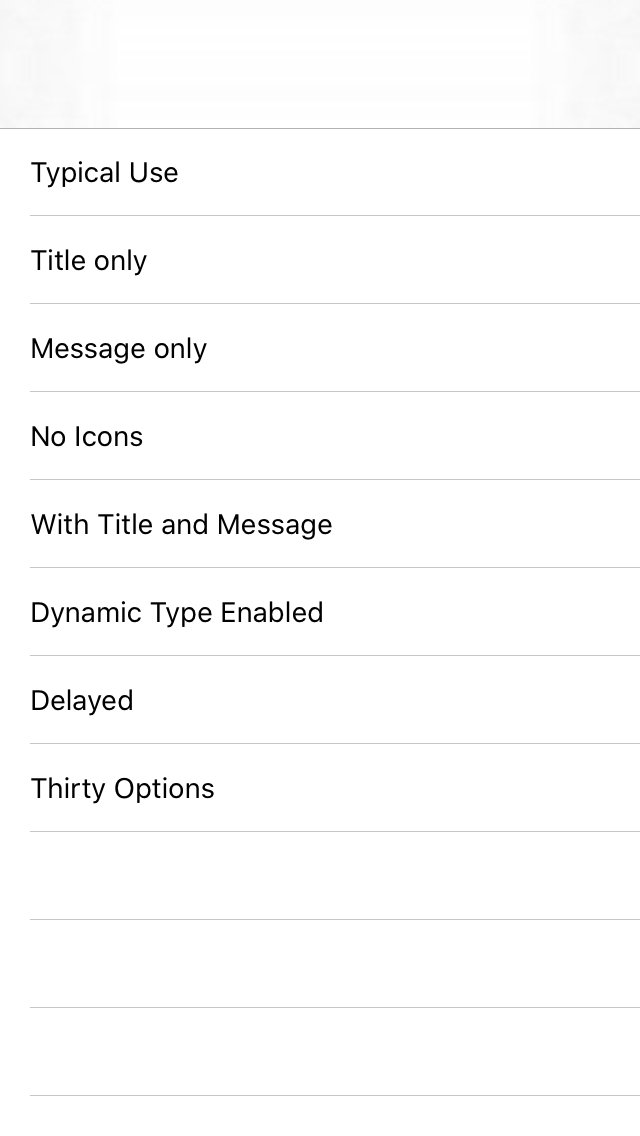 Typical Use
Title only
Message only
No Icons
With Title and Message
Dynamic Type Enabled
Delayed
Thirty Options